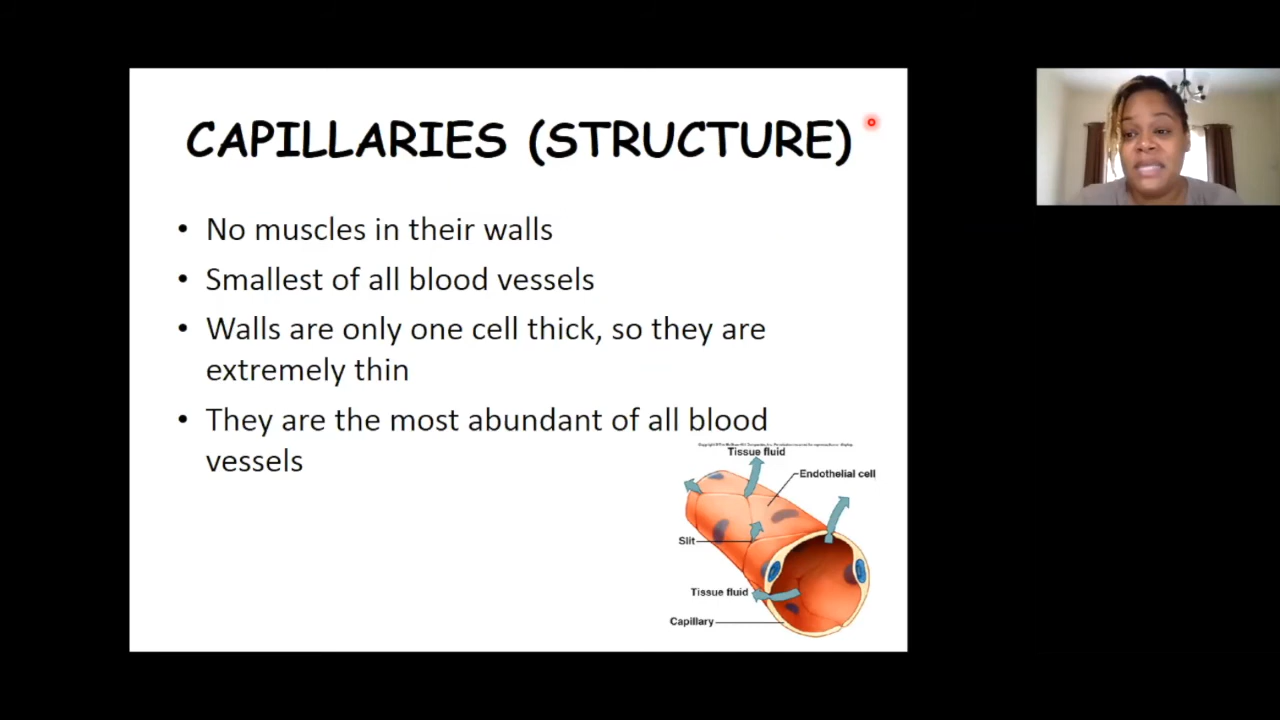 CAPILLARIES (STRUCTURE)
• No muscles in their walls
• Smallest of all blood vessels
• Walls are only one cell thick, so they are
extremely thin
• They are the most abundant of all blood
vessels
Tissue fluid
Endothelial cell
Slit
Tissue fluid
Capillary